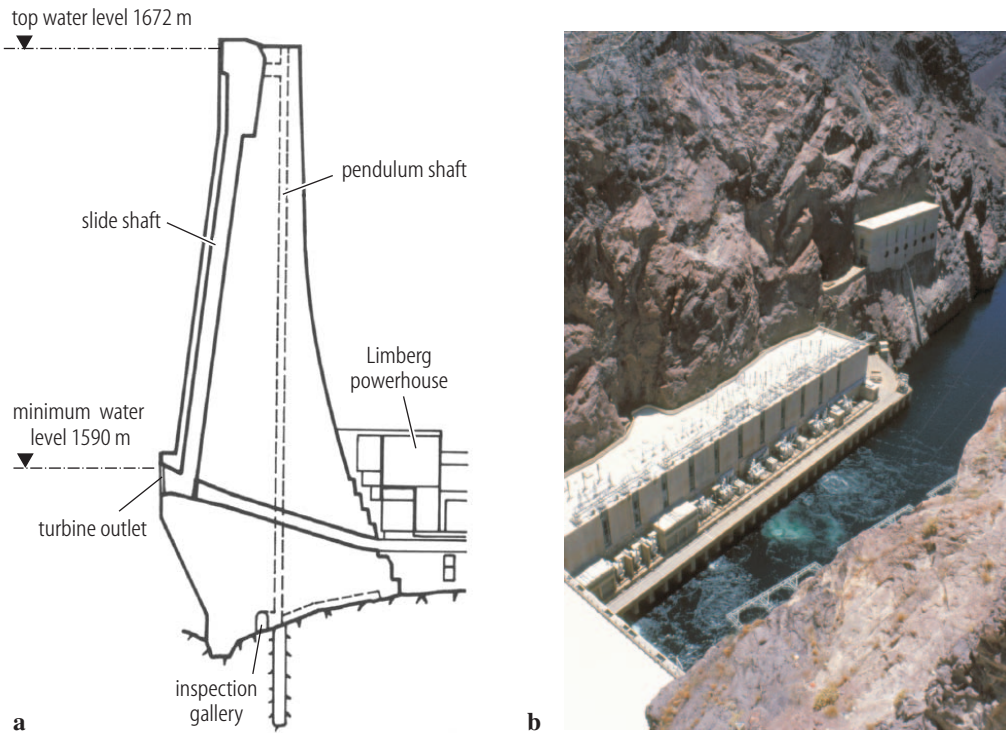 top water level 1672 m
pendulum shaft
slide shaft
Limberg
powerhouse
minimum water
level 1590 m
turbine outlet
inspection
gallery
a
b